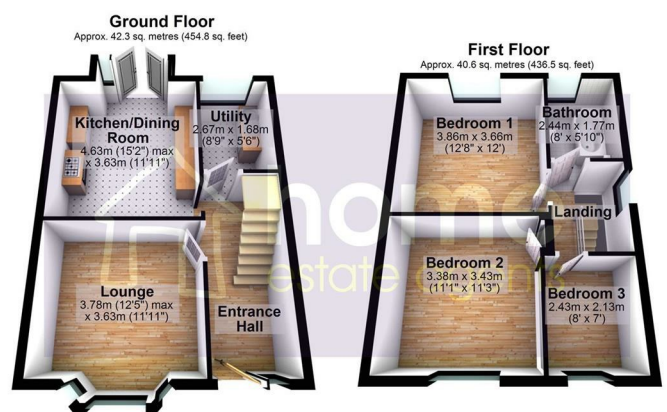 Ground Floor
Approx. 42.3 sq. metres (454.8 sq. feet)
Kitchen/Dining
Room
4.63m (15'2") max
x 3.63m (11'11")
Utility
2.67m x 1.68m
(8'9" x 5'6")
Lounge
3.78m (12'5") max
x 3.63m (11'11")
Entrance
Hall
First Floor
Approx. 40.6 sq. metres (436.5 sq. feet)
Bedroom 1
3.86m x 3.66m
(12'8" x 12')
Bathroom
2.44m x 1.77m
(8' x 5'10")
Landing
Bedroom 2
3.38m x 3.43m
(11'1" x 11'3")
Bedroom 3
2.43m x 2.13m
(8' x 7')
home
estate agents